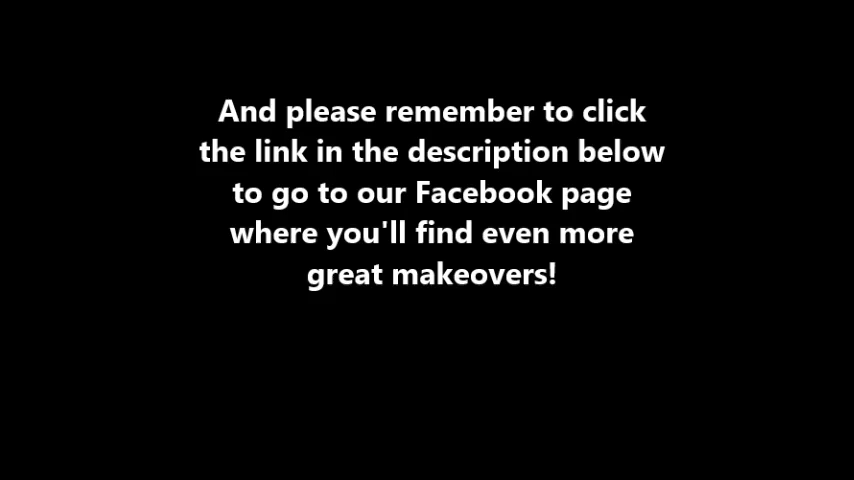 And please remember to click
the link in the description below
to go to our Facebook page
where you'll find even more
great makeovers!